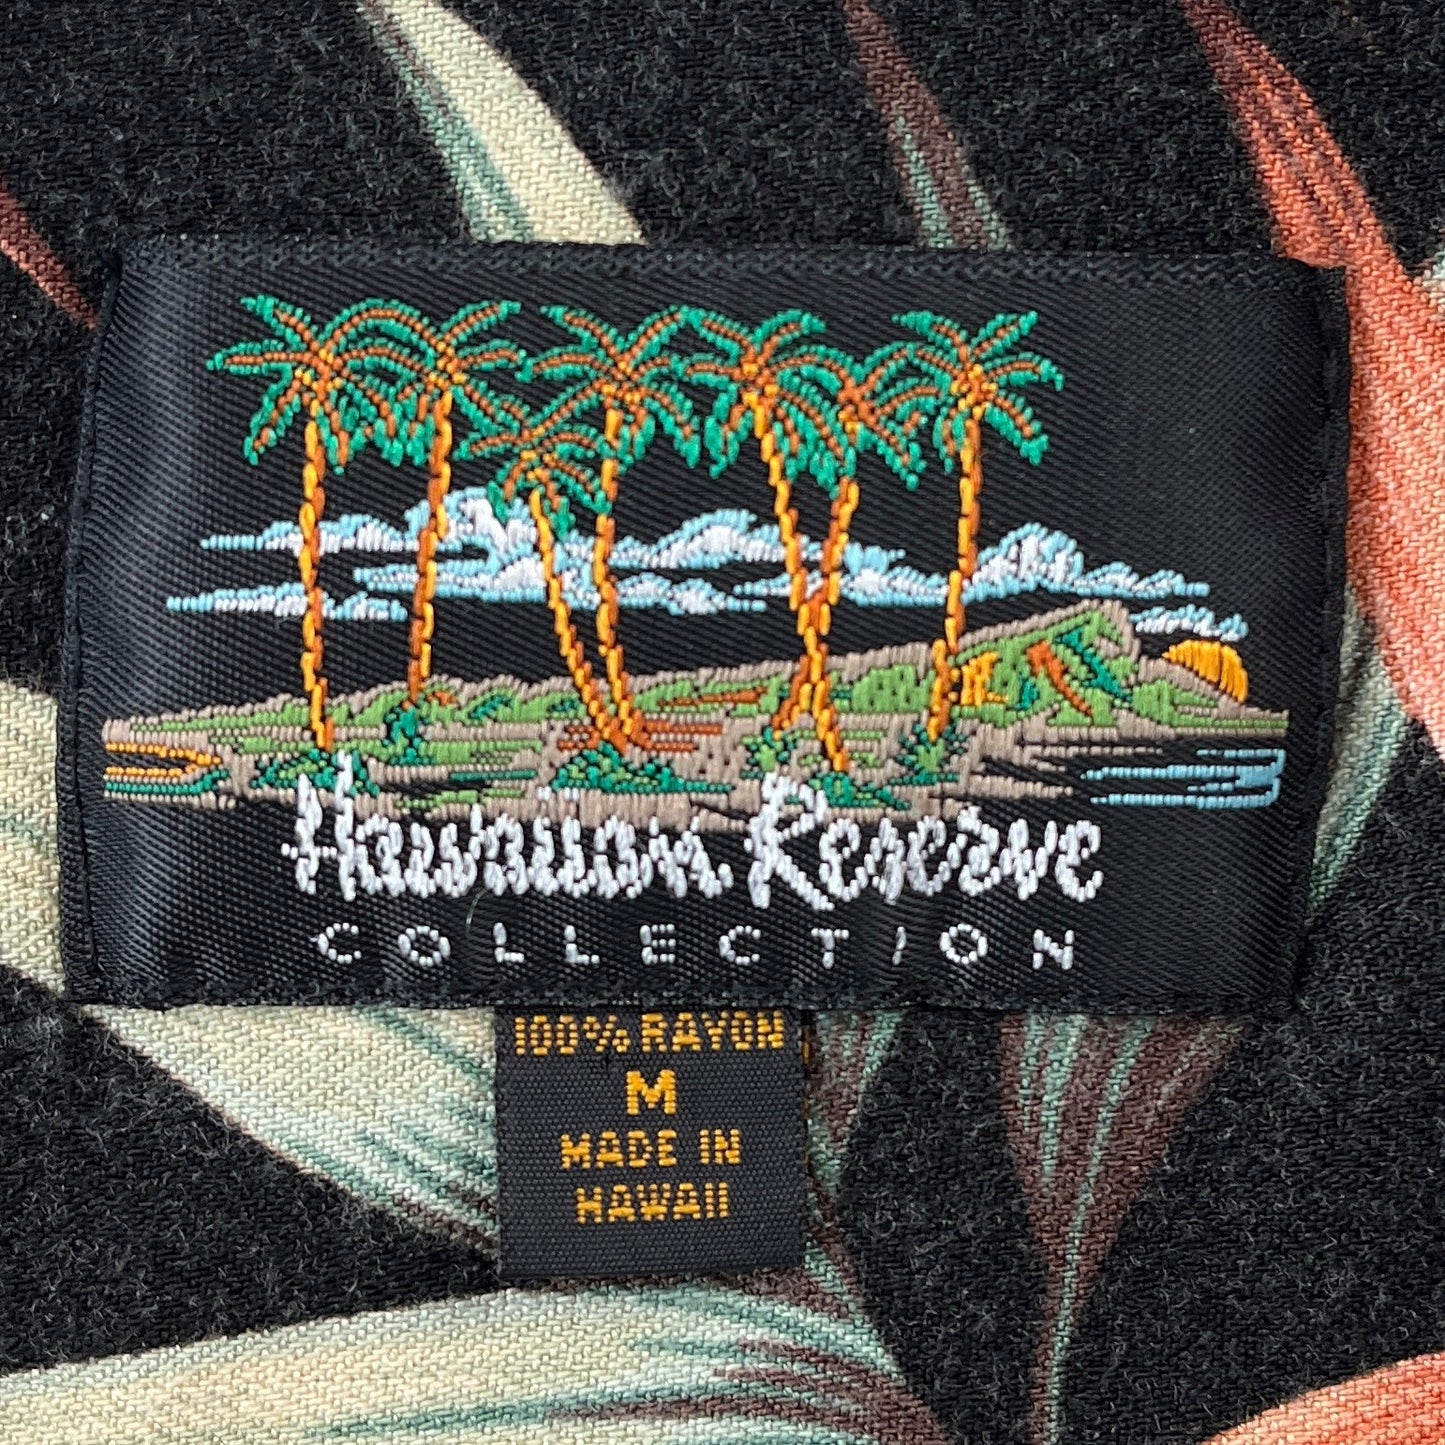 Hawaiian Reserve
COLLECTION
100% RAYON
M
MADE IN
HAWAII